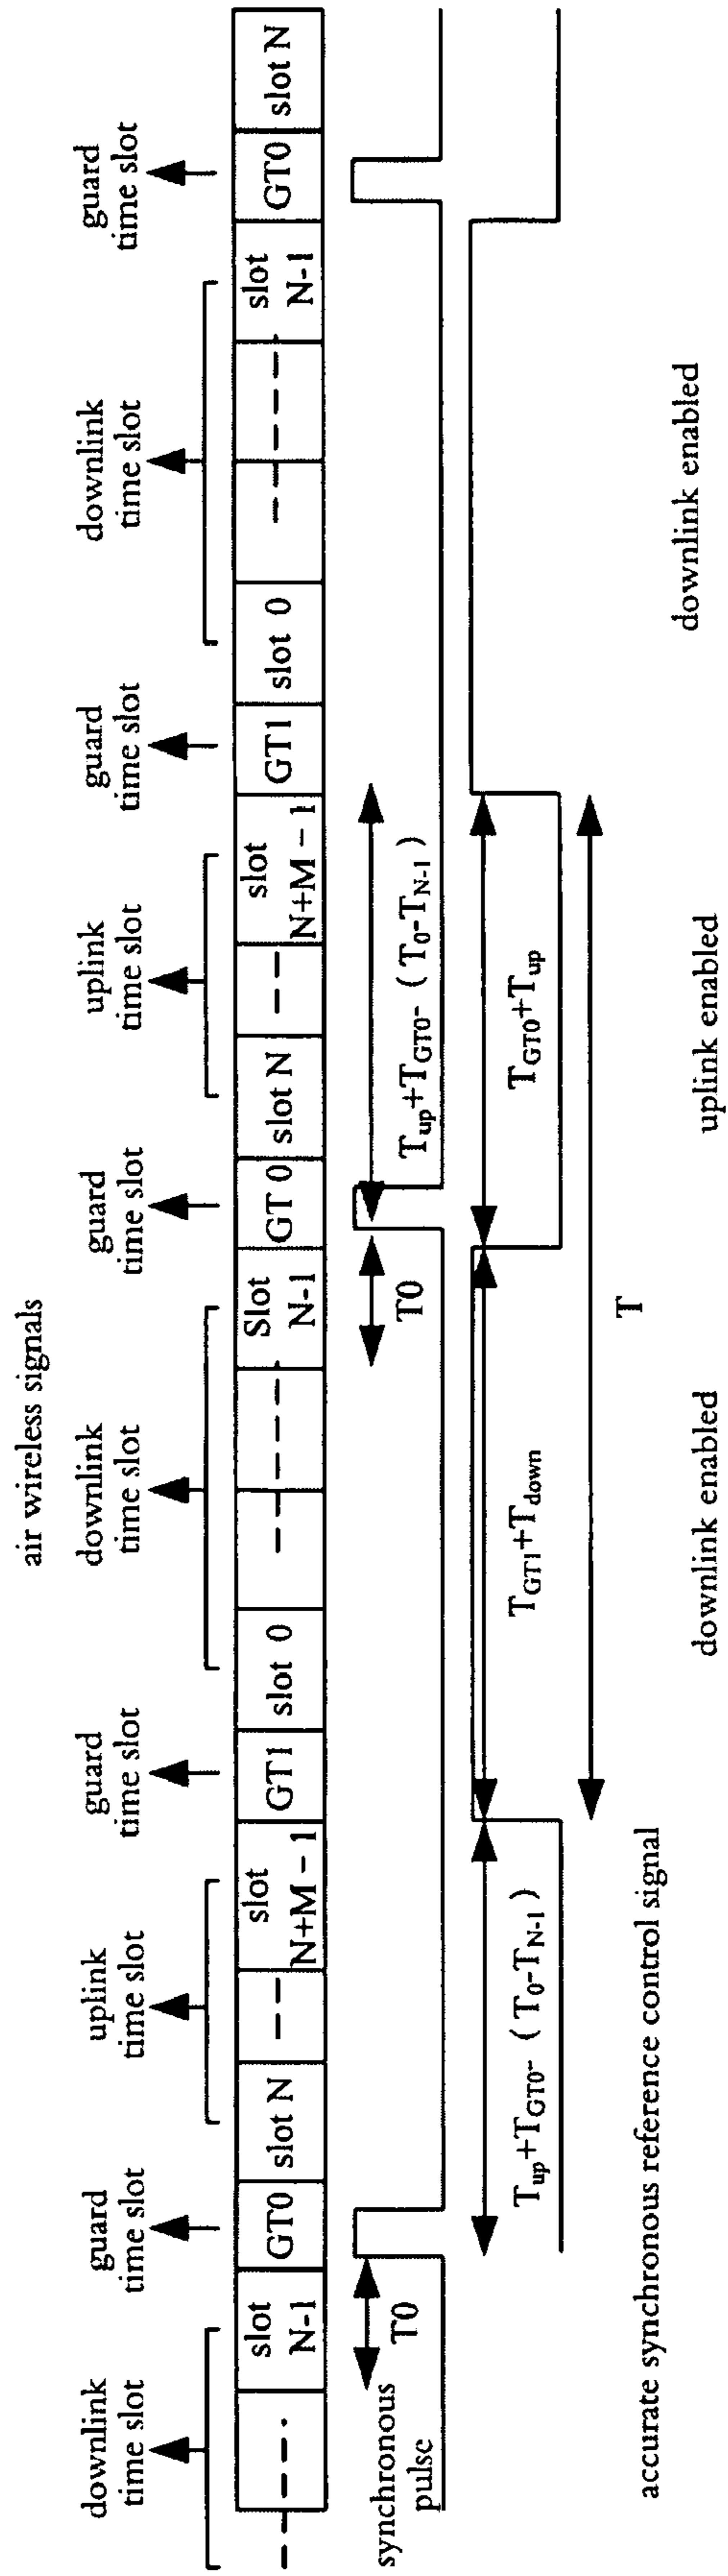 air wireless signals
downlink
time slot
guard
time slot
uplink
time slot
guard
time slot
downlink
time slot
guard
time slot
uplink
time slot
guard
time slot
downlink
time slot
guard
time slot
slot
N-1
GT0
slot N
slot
N+M-1
GT1
slot 0
Slot
N-1
GT 0
slot N
slot
N+M-1
GT1
slot 0
slot
N-1
GT0
slot N
synchronous
pulse
T0
T0
Tup+TGT0-(T0-TN-1)
Tup+TGT0-(T0-TN-1)
TGT1+Tdown
TGT0+Tup
T
accurate synchronous reference control signal
downlink enabled
uplink enabled
downlink enabled